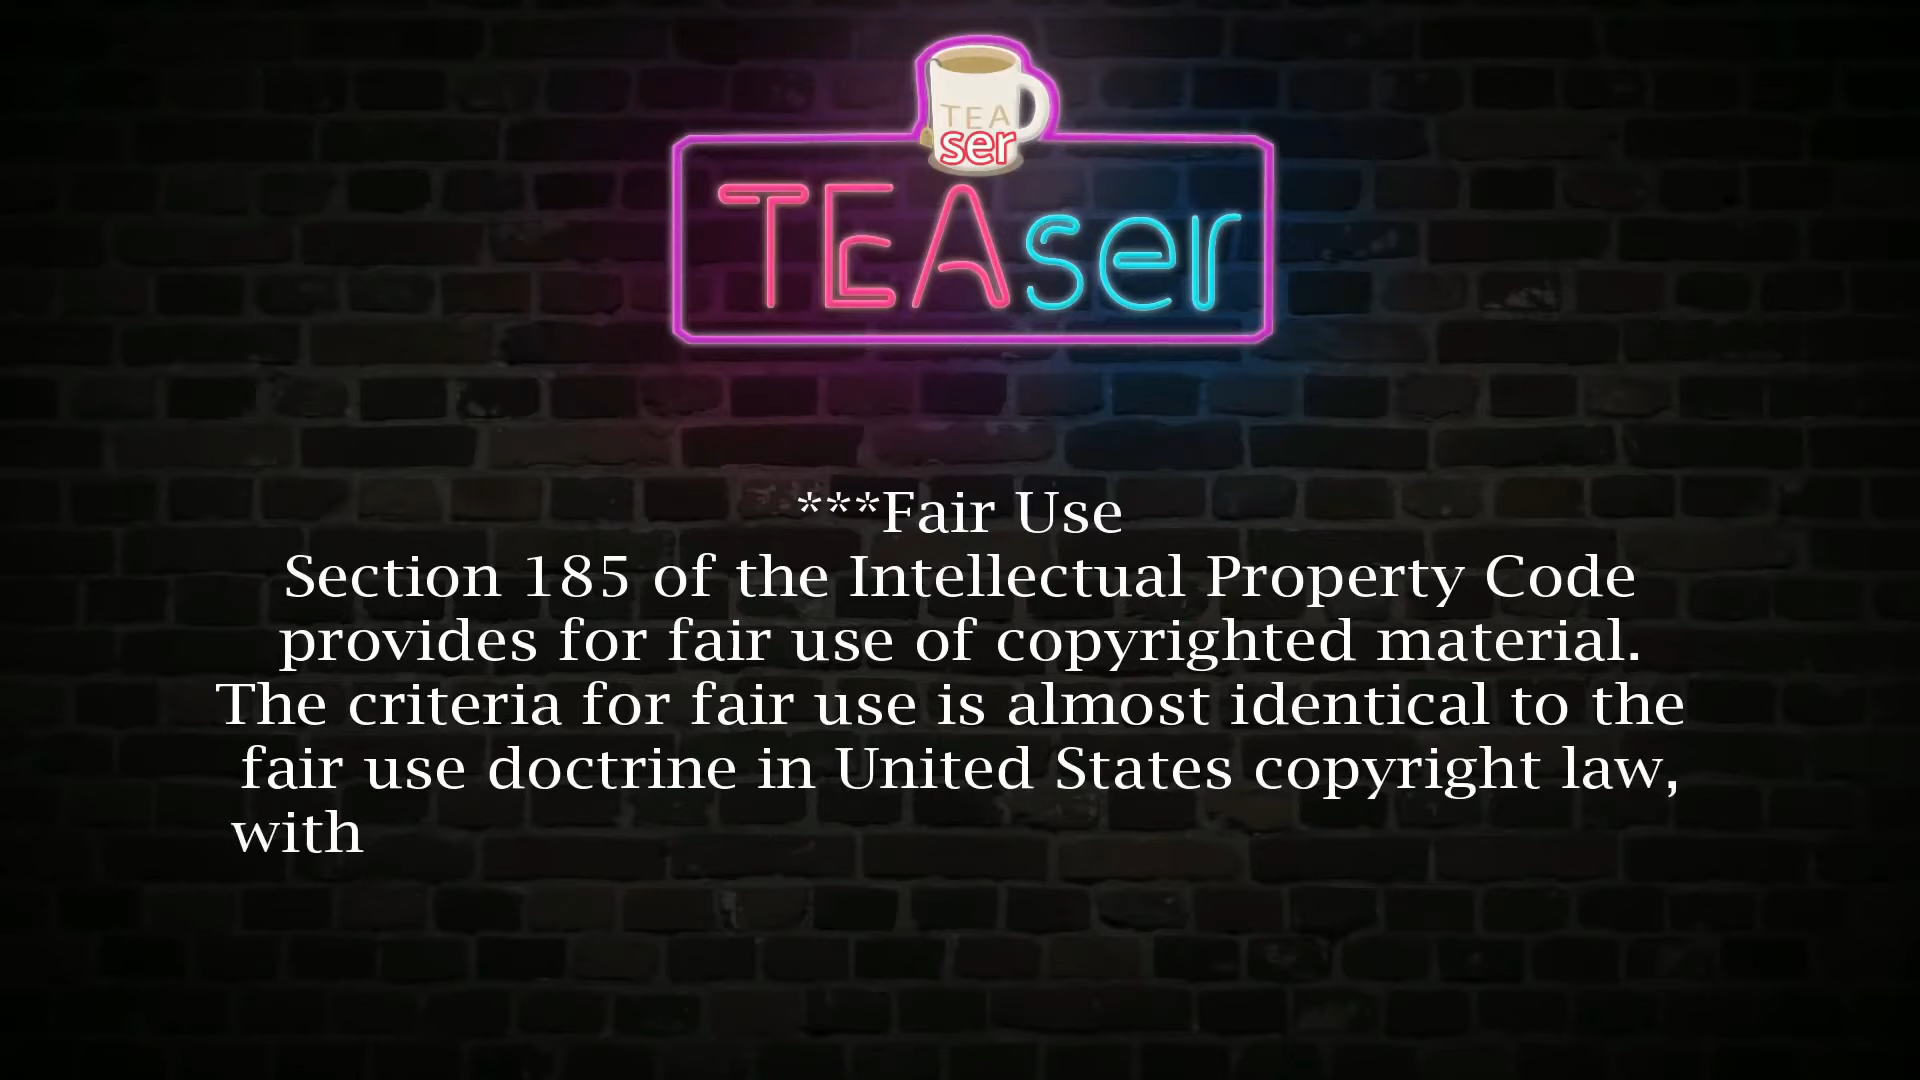 TEA
ser
TEAser
***Fair Use
Section 185 of the Intellectual Property Code
provides for fair use of copyrighted material.
The criteria for fair use is almost identical to the
fair use doctrine in United States copyright law,
with